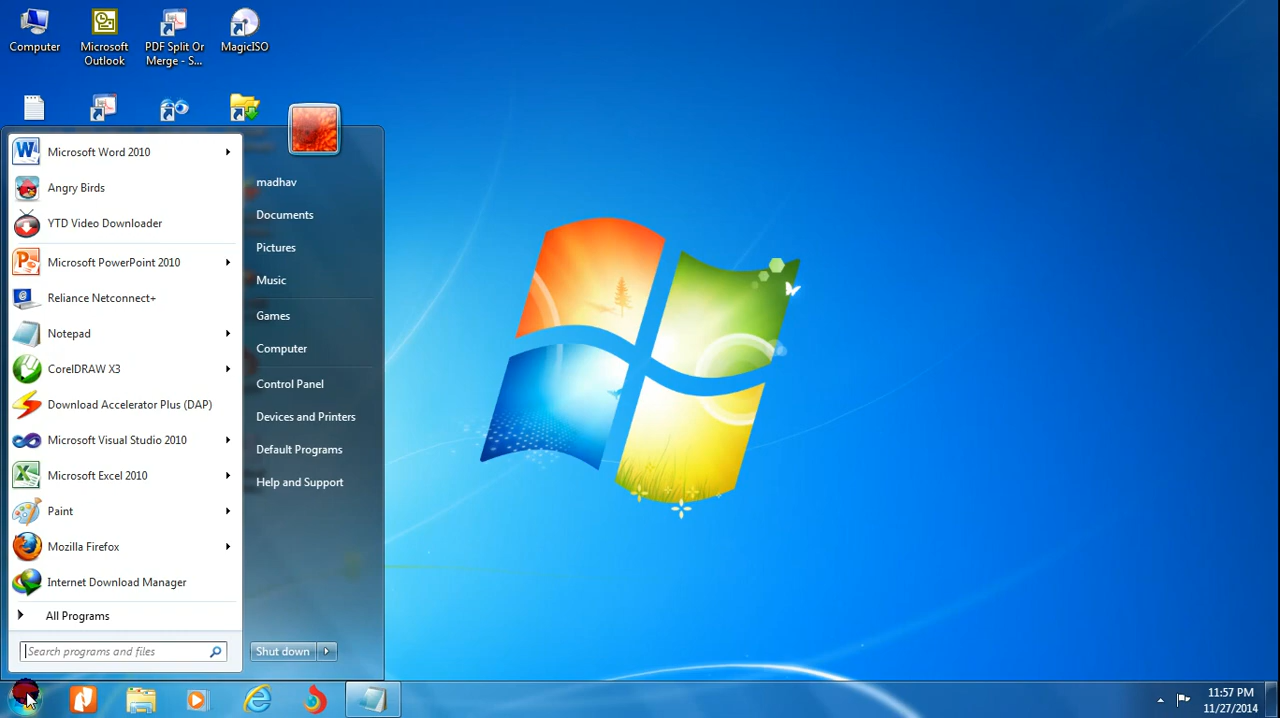 Computer
Microsoft Outlook
PDF Split Or Merge - S...
MagicISO
Microsoft Word 2010
Angry Birds
YTD Video Downloader
Microsoft PowerPoint 2010
Reliance Netconnect+
Notepad
CorelDRAW X3
Download Accelerator Plus (DAP)
Microsoft Visual Studio 2010
Microsoft Excel 2010
Paint
Mozilla Firefox
Internet Download Manager
All Programs
Search programs and files
madhav
Documents
Pictures
Music
Games
Computer
Control Panel
Devices and Printers
Default Programs
Help and Support
Shut down
11:57 PM
11/27/2014